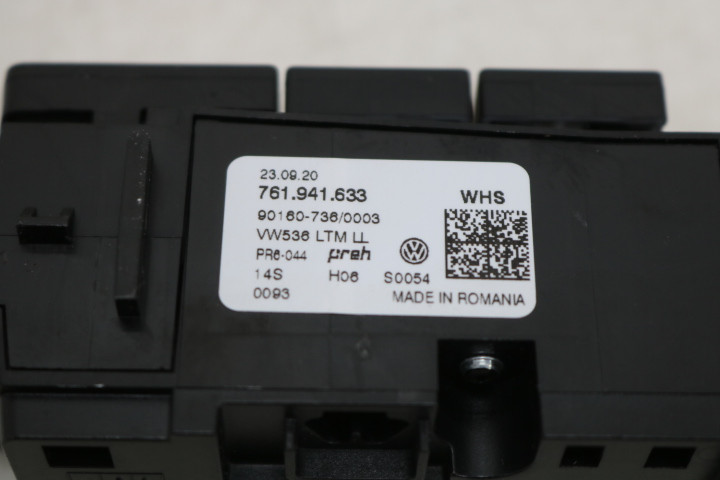 23.09.20
761.941.633
WHS
90160-736/0003
VW536 LTM LL
PR6-044 preh
14S H06 S0054
0093 MADE IN ROMANIA